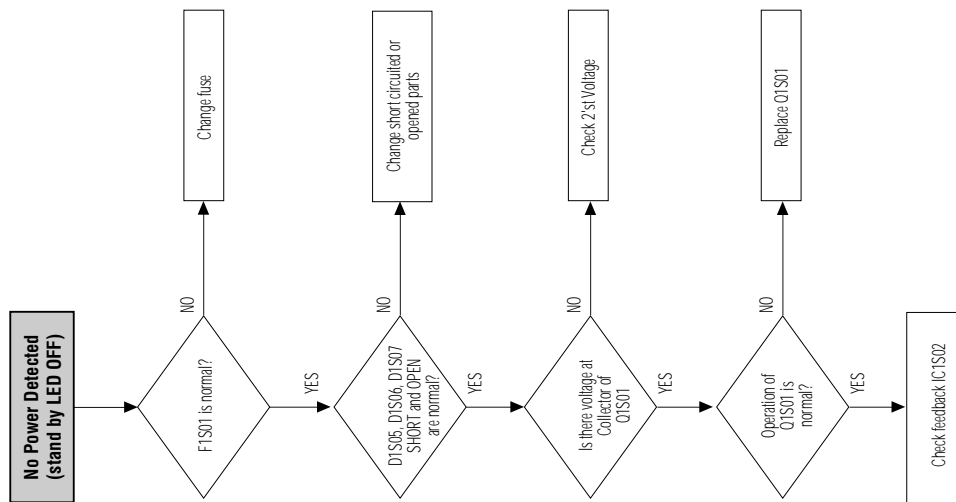 No Power Detected
(stand by LED OFF)
F1S01 is normal?
NO
Change fuse
YES
D1S05, D1S06, D1S07
SHORT and OPEN
are normal?
NO
Change short circuited or
opened parts
YES
Is there voltage at
Collector of
Q1S01
NO
Check 2'st Voltage
YES
Operation of
Q1S01 is
normal?
NO
Replace Q1S01
YES
Check feedback IC1S02